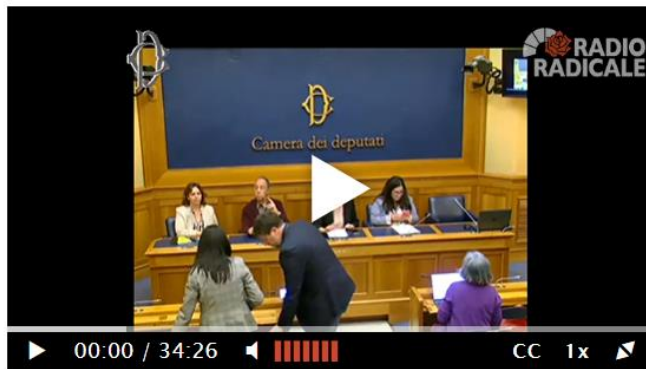 RADIO
RADICALE
Camera dei deputati
00:00 / 34:26
CC 1x